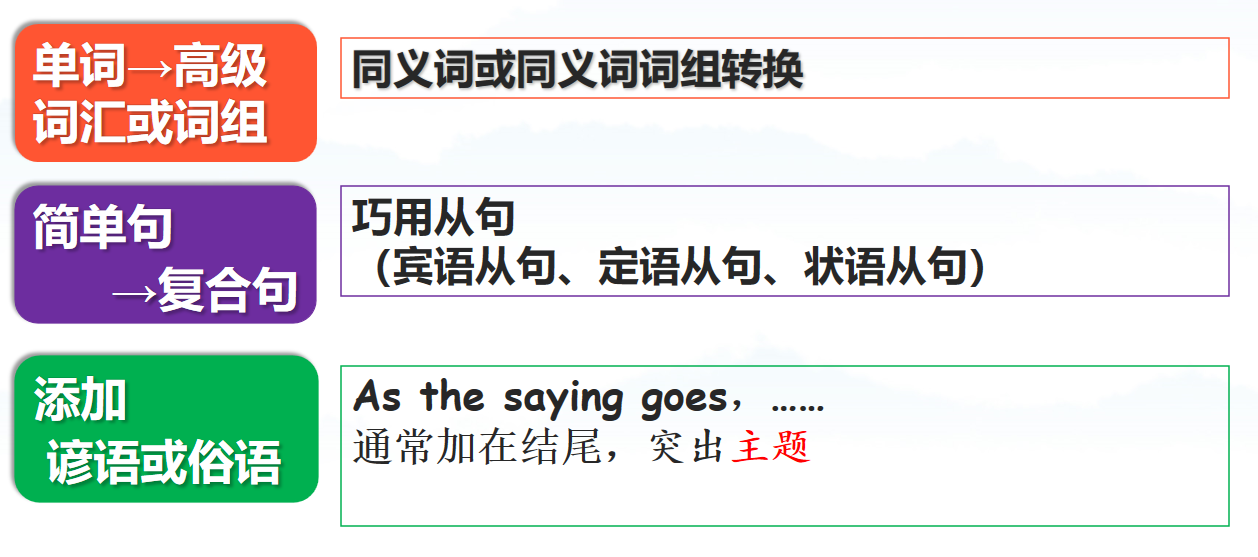 单词→高级
词汇或词组
同义词或同义词词组转换
简单句
→复合句
巧用从句
（宾语从句、定语从句、状语从句）
添加
谚语或俗语
As the saying goes，……
通常加在结尾，突出主题